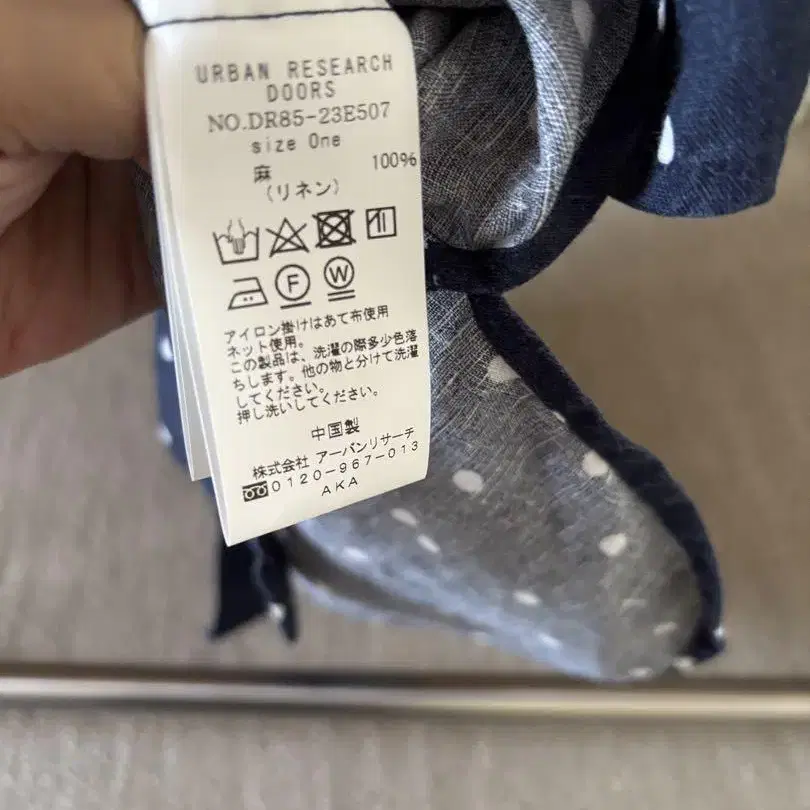 URBAN RESEARCH
DOORS
NO.DR85-23E507
size One
麻 100%
(リネン)
F W
アイロン掛けはあて布使用
ネット使用。
この製品は、洗濯の際多少色落
ちします。他の物と分けて洗濯
してください。
押し洗いしてください。
中国製
株式会社 アーバンリサーチ
0120-967-013
AKA